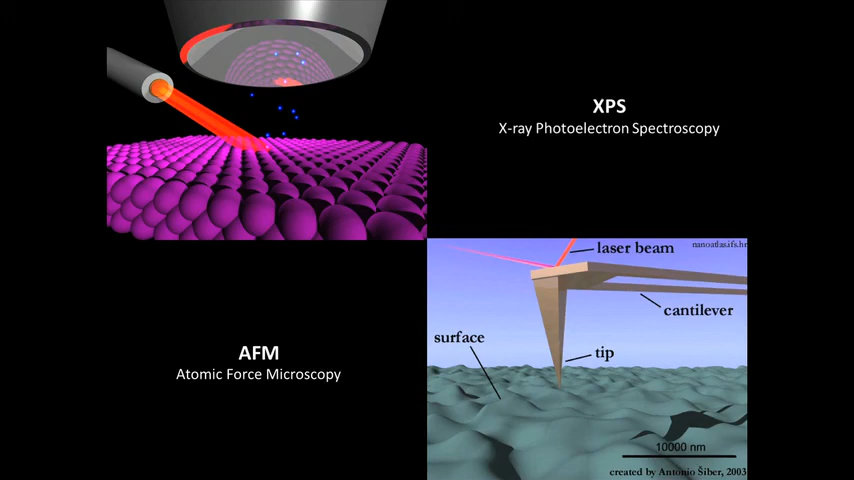 XPS
X-ray Photoelectron Spectroscopy
nanoatlas.ifs.hr
laser beam
cantilever
surface
tip
AFM
Atomic Force Microscopy
10000 nm
created by Antonio Šiber, 2003